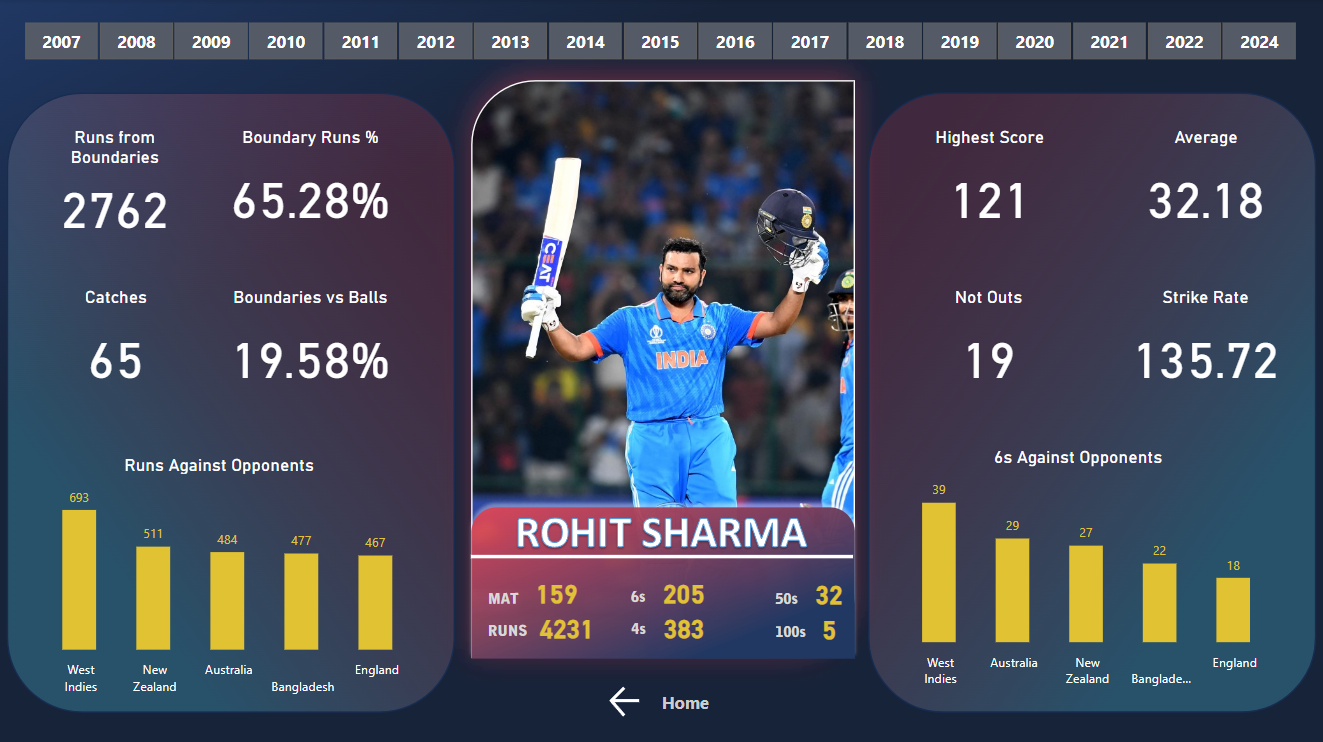 2007 2008 2009 2010 2011 2012 2013 2014 2015 2016 2017 2018 2019 2020 2021 2022 2024
Runs from
Boundaries
2762
Boundary Runs %
65.28%
Catches
65
Boundaries vs Balls
19.58%
Runs Against Opponents
693
511
484
477
467
West
Indies
New
Zealand
Australia
Bangladesh
England
CEAT
INDIA
ROHIT SHARMA
MAT 159 6s 205 50s 32
RUNS 4231 4s 383 100s 5
Home
Highest Score
121
Average
32.18
Not Outs
19
Strike Rate
135.72
6s Against Opponents
39
29
27
22
18
West
Indies
Australia
New
Zealand
Banglade...
England